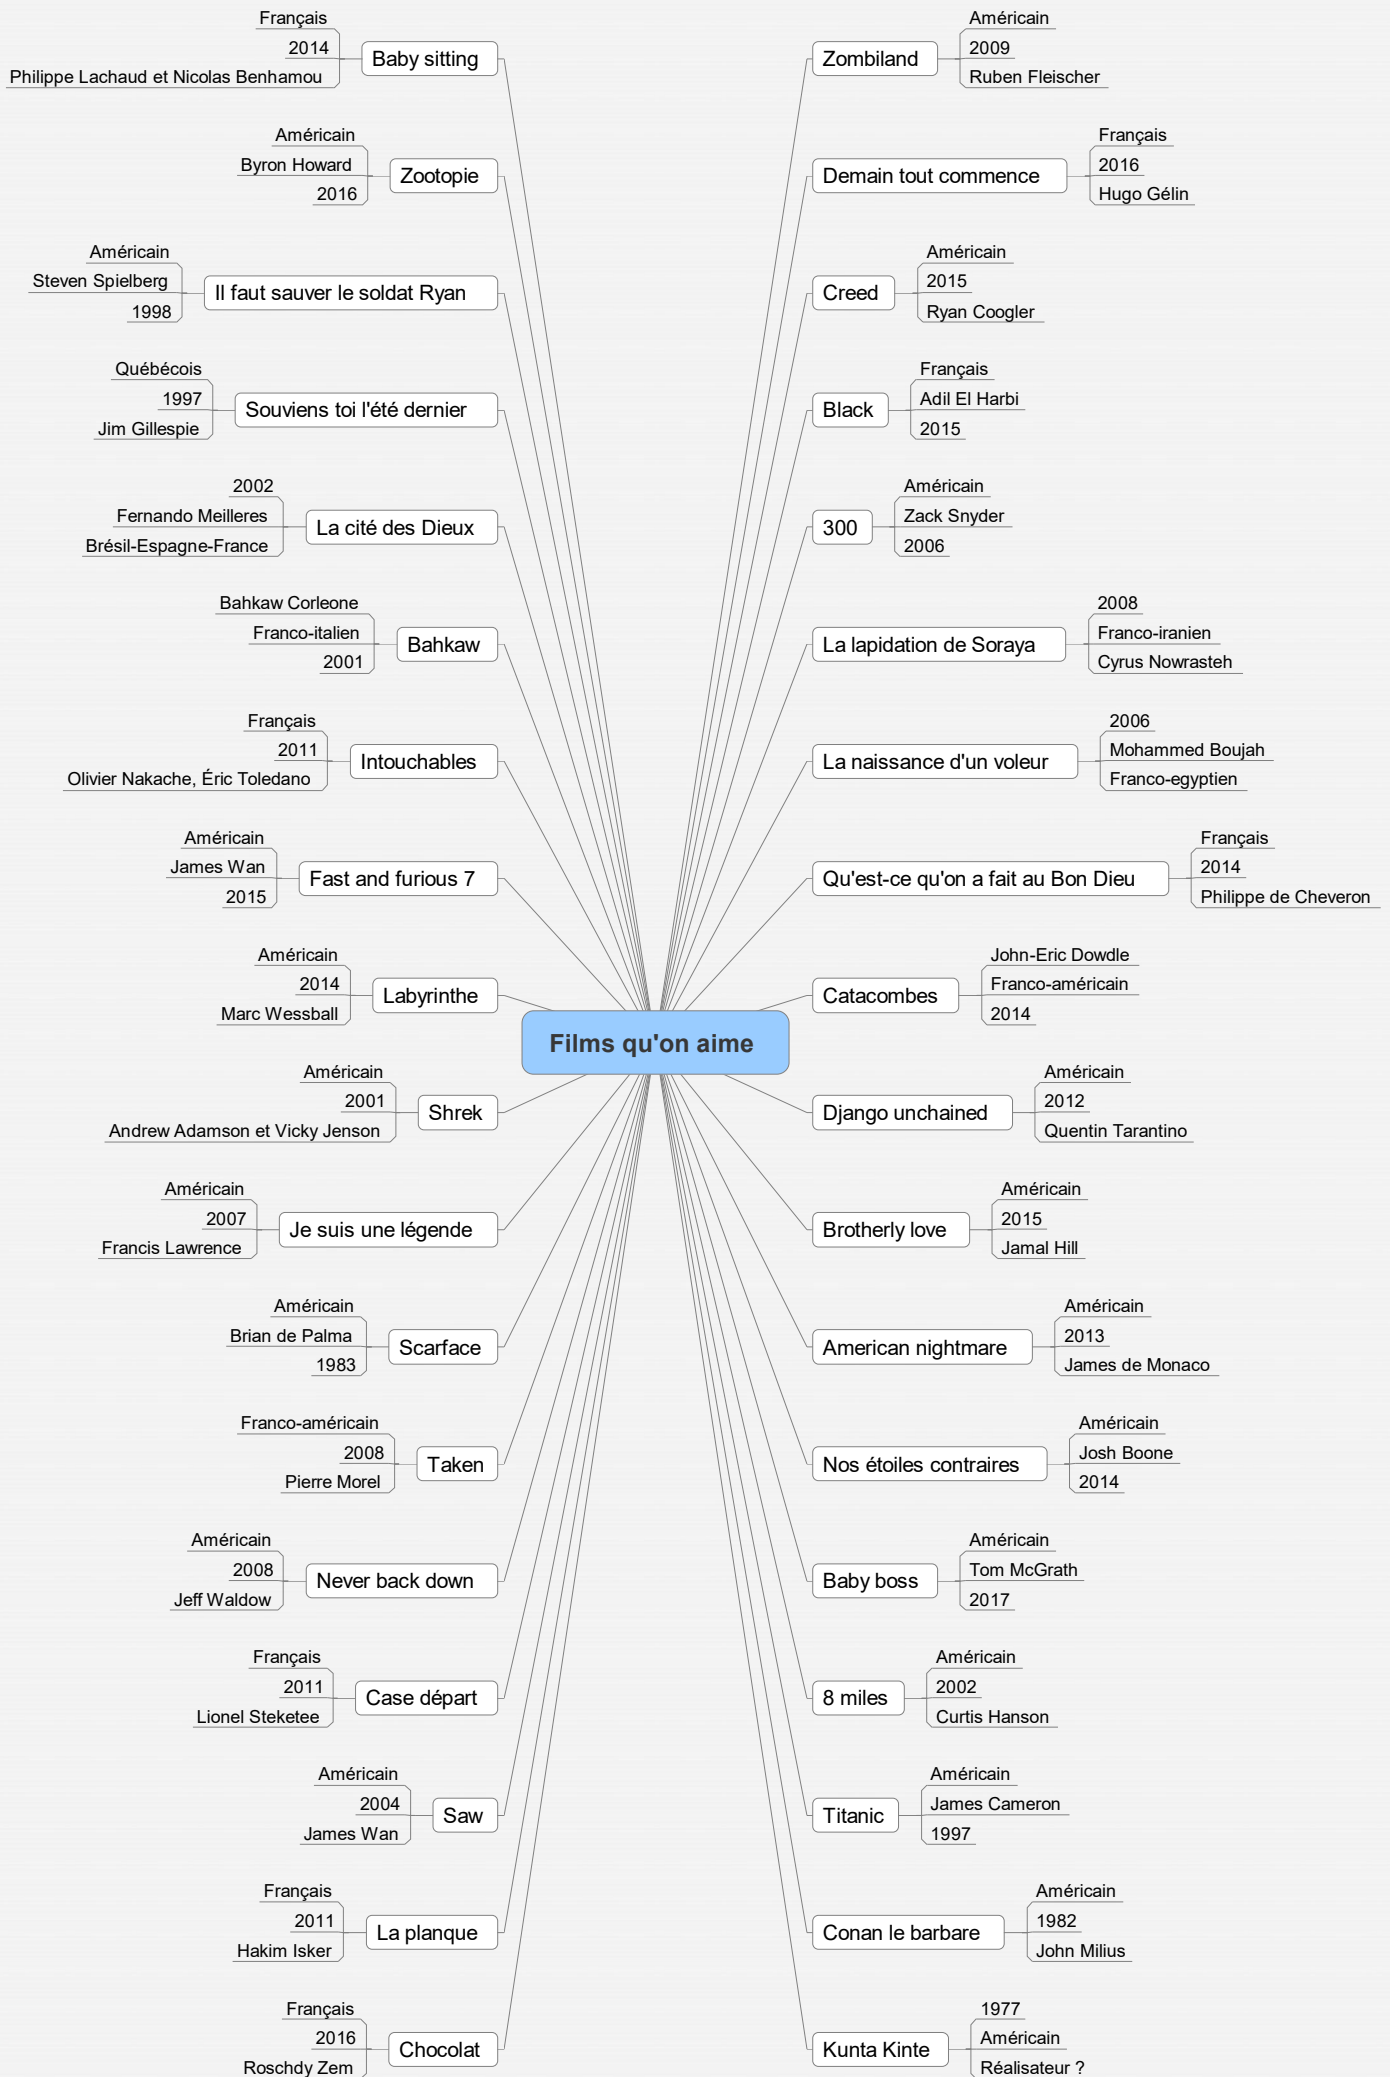 Films qu'on aime
Baby sitting
Français
2014
Philippe Lachaud et Nicolas Benhamou
Zootopie
Américain
Byron Howard
2016
Il faut sauver le soldat Ryan
Américain
Steven Spielberg
1998
Souviens toi l'été dernier
Québécois
1997
Jim Gillespie
La cité des Dieux
2002
Fernando Meilleres
Brésil-Espagne-France
Bahkaw
Bahkaw Corleone
Franco-italien
2001
Intouchables
Français
2011
Olivier Nakache, Éric Toledano
Fast and furious 7
Américain
James Wan
2015
Labyrinthe
Américain
2014
Marc Wessball
Shrek
Américain
2001
Andrew Adamson et Vicky Jenson
Je suis une légende
Américain
2007
Francis Lawrence
Scarface
Américain
Brian de Palma
1983
Taken
Franco-américain
2008
Pierre Morel
Never back down
Américain
2008
Jeff Waldow
Case départ
Français
2011
Lionel Steketee
Saw
Américain
2004
James Wan
La planque
Français
2011
Hakim Isker
Chocolat
Français
2016
Roschdy Zem
Zombiland
Américain
2009
Ruben Fleischer
Demain tout commence
Français
2016
Hugo Gélin
Creed
Américain
2015
Ryan Coogler
Black
Français
Adil El Harbi
2015
300
Américain
Zack Snyder
2006
La lapidation de Soraya
2008
Franco-iranien
Cyrus Nowrasteh
La naissance d'un voleur
2006
Mohammed Boujah
Franco-egyptien
Qu'est-ce qu'on a fait au Bon Dieu
Français
2014
Philippe de Cheveron
Catacombes
John-Eric Dowdle
Franco-américain
2014
Django unchained
Américain
2012
Quentin Tarantino
Brotherly love
Américain
2015
Jamal Hill
American nightmare
Américain
2013
James de Monaco
Nos étoiles contraires
Américain
Josh Boone
2014
Baby boss
Américain
Tom McGrath
2017
8 miles
Américain
2002
Curtis Hanson
Titanic
Américain
James Cameron
1997
Conan le barbare
Américain
1982
John Milius
Kunta Kinte
1977
Américain
Réalisateur ?